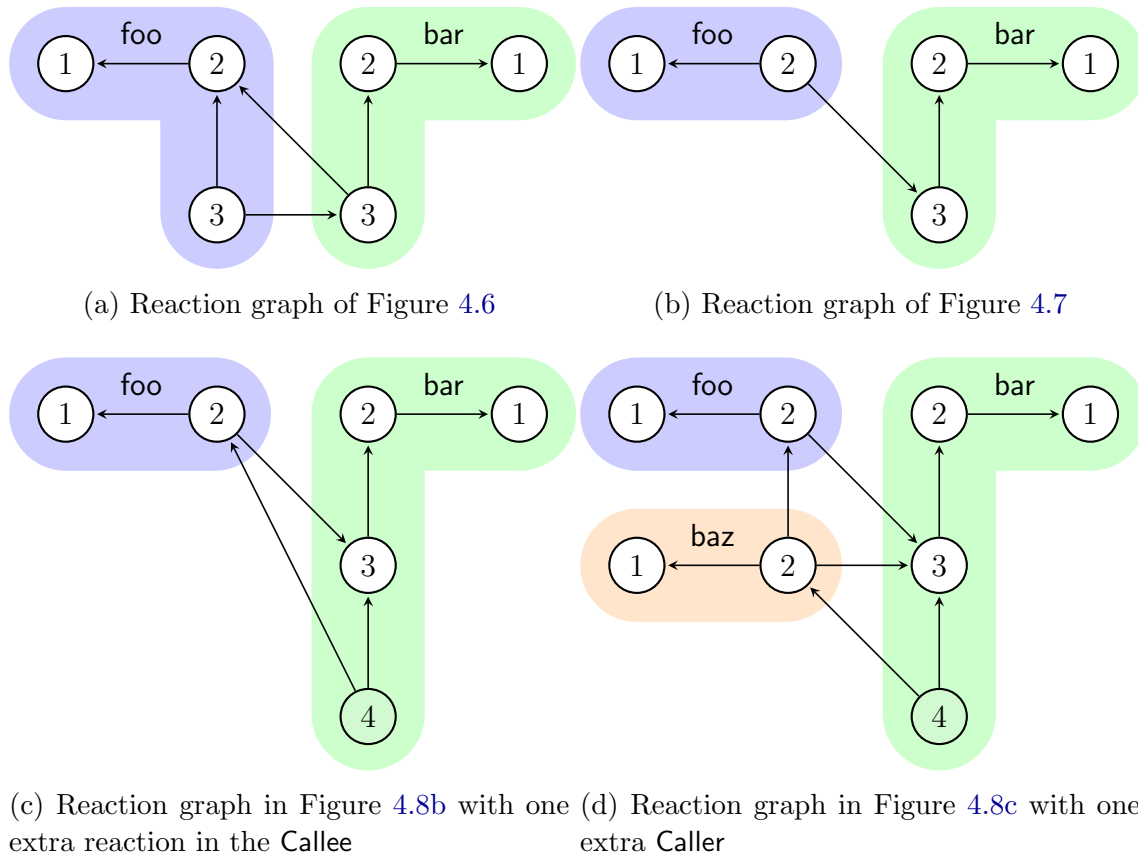 foo bar foo bar
1 2 2 1 1 2 2 1
3 3 3
(a) Reaction graph of Figure 4.6 (b) Reaction graph of Figure 4.7
foo bar foo bar
1 2 2 1 1 2 2 1
baz
3 1 2 3
4 4
(c) Reaction graph in Figure 4.8b with one
extra reaction in the Callee
(d) Reaction graph in Figure 4.8c with one
extra Caller